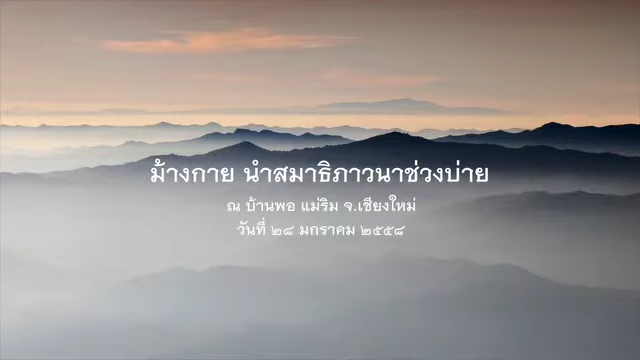 ม้างกาย นำสมาธิภาวนาช่วงบ่าย
ณ บ้านพอ แม่ริม จ.เชียงใหม่
วันที่ ๒๘ มกราคม ๒๕๕๘